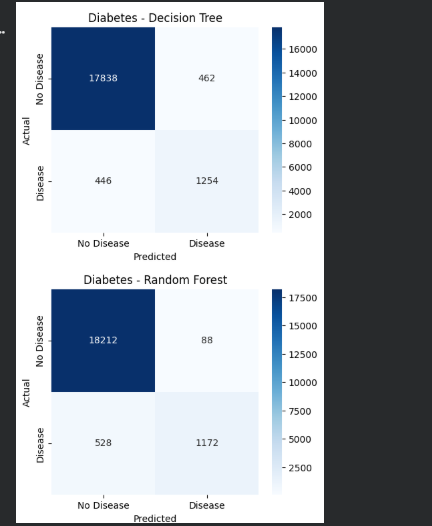 Diabetes - Decision Tree
No Disease
Disease
Actual
17838
462
446
1254
No Disease
Disease
Predicted
16000
14000
12000
10000
8000
6000
4000
2000
Diabetes - Random Forest
No Disease
Disease
Actual
18212
88
528
1172
No Disease
Disease
Predicted
17500
15000
12500
10000
7500
5000
2500